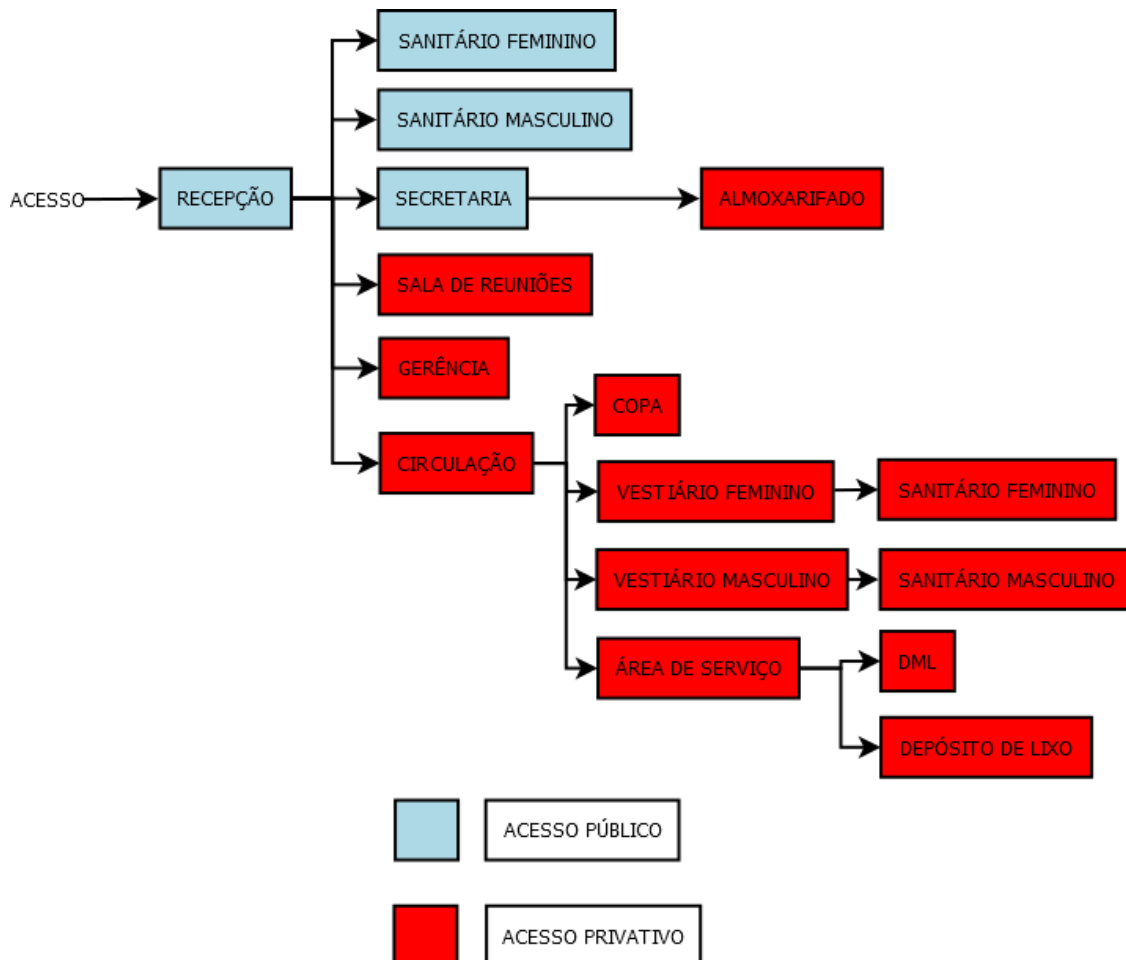 SANITÁRIO FEMININO
SANITÁRIO MASCULINO
ACESSO
RECEPÇÃO
SECRETARIA
ALMOXARIFADO
SALA DE REUNIÕES
GERÊNCIA
COPA
CIRCULAÇÃO
VESTIÁRIO FEMININO
SANITÁRIO FEMININO
VESTIÁRIO MASCULINO
SANITÁRIO MASCULINO
ÁREA DE SERVIÇO
DML
DEPÓSITO DE LIXO
ACESSO PÚBLICO
ACESSO PRIVATIVO